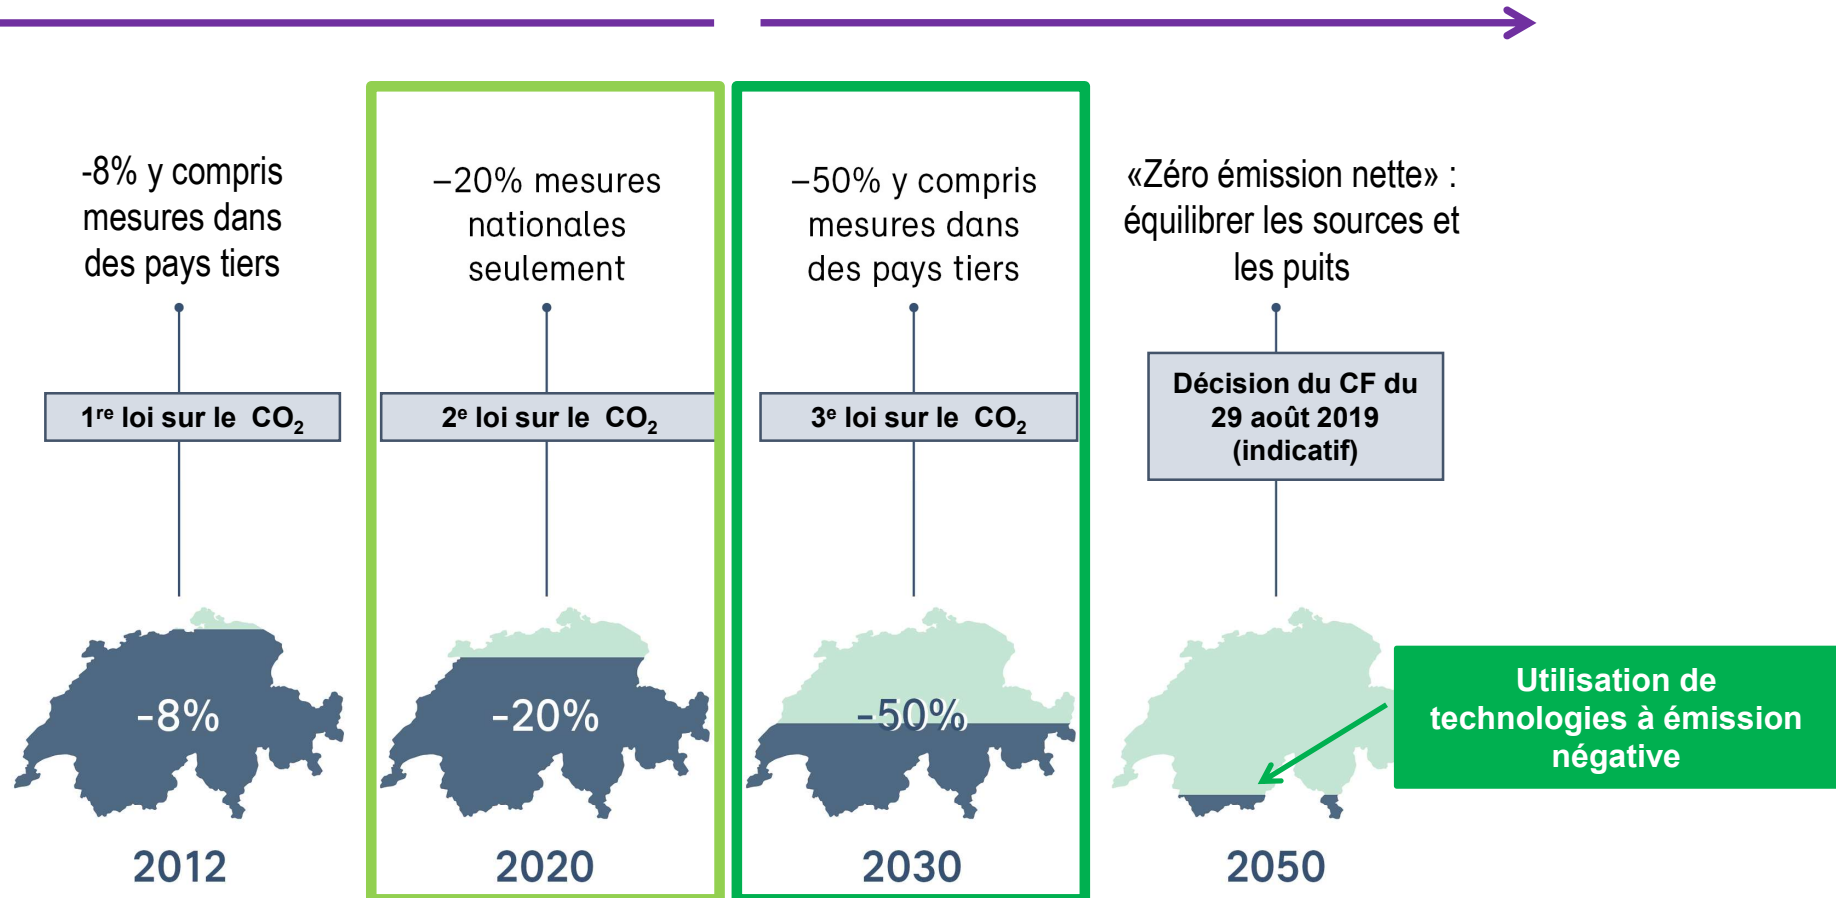 -8% y compris
mesures dans
des pays tiers
1re loi sur le CO2
-8%
2012
–20% mesures
nationales
seulement
2e loi sur le CO2
-20%
2020
–50% y compris
mesures dans
des pays tiers
3e loi sur le CO2
-50%
2030
«Zéro émission nette» :
équilibrer les sources et
les puits
Décision du CF du
29 août 2019
(indicatif)
Utilisation de
technologies à émission
négative
2050